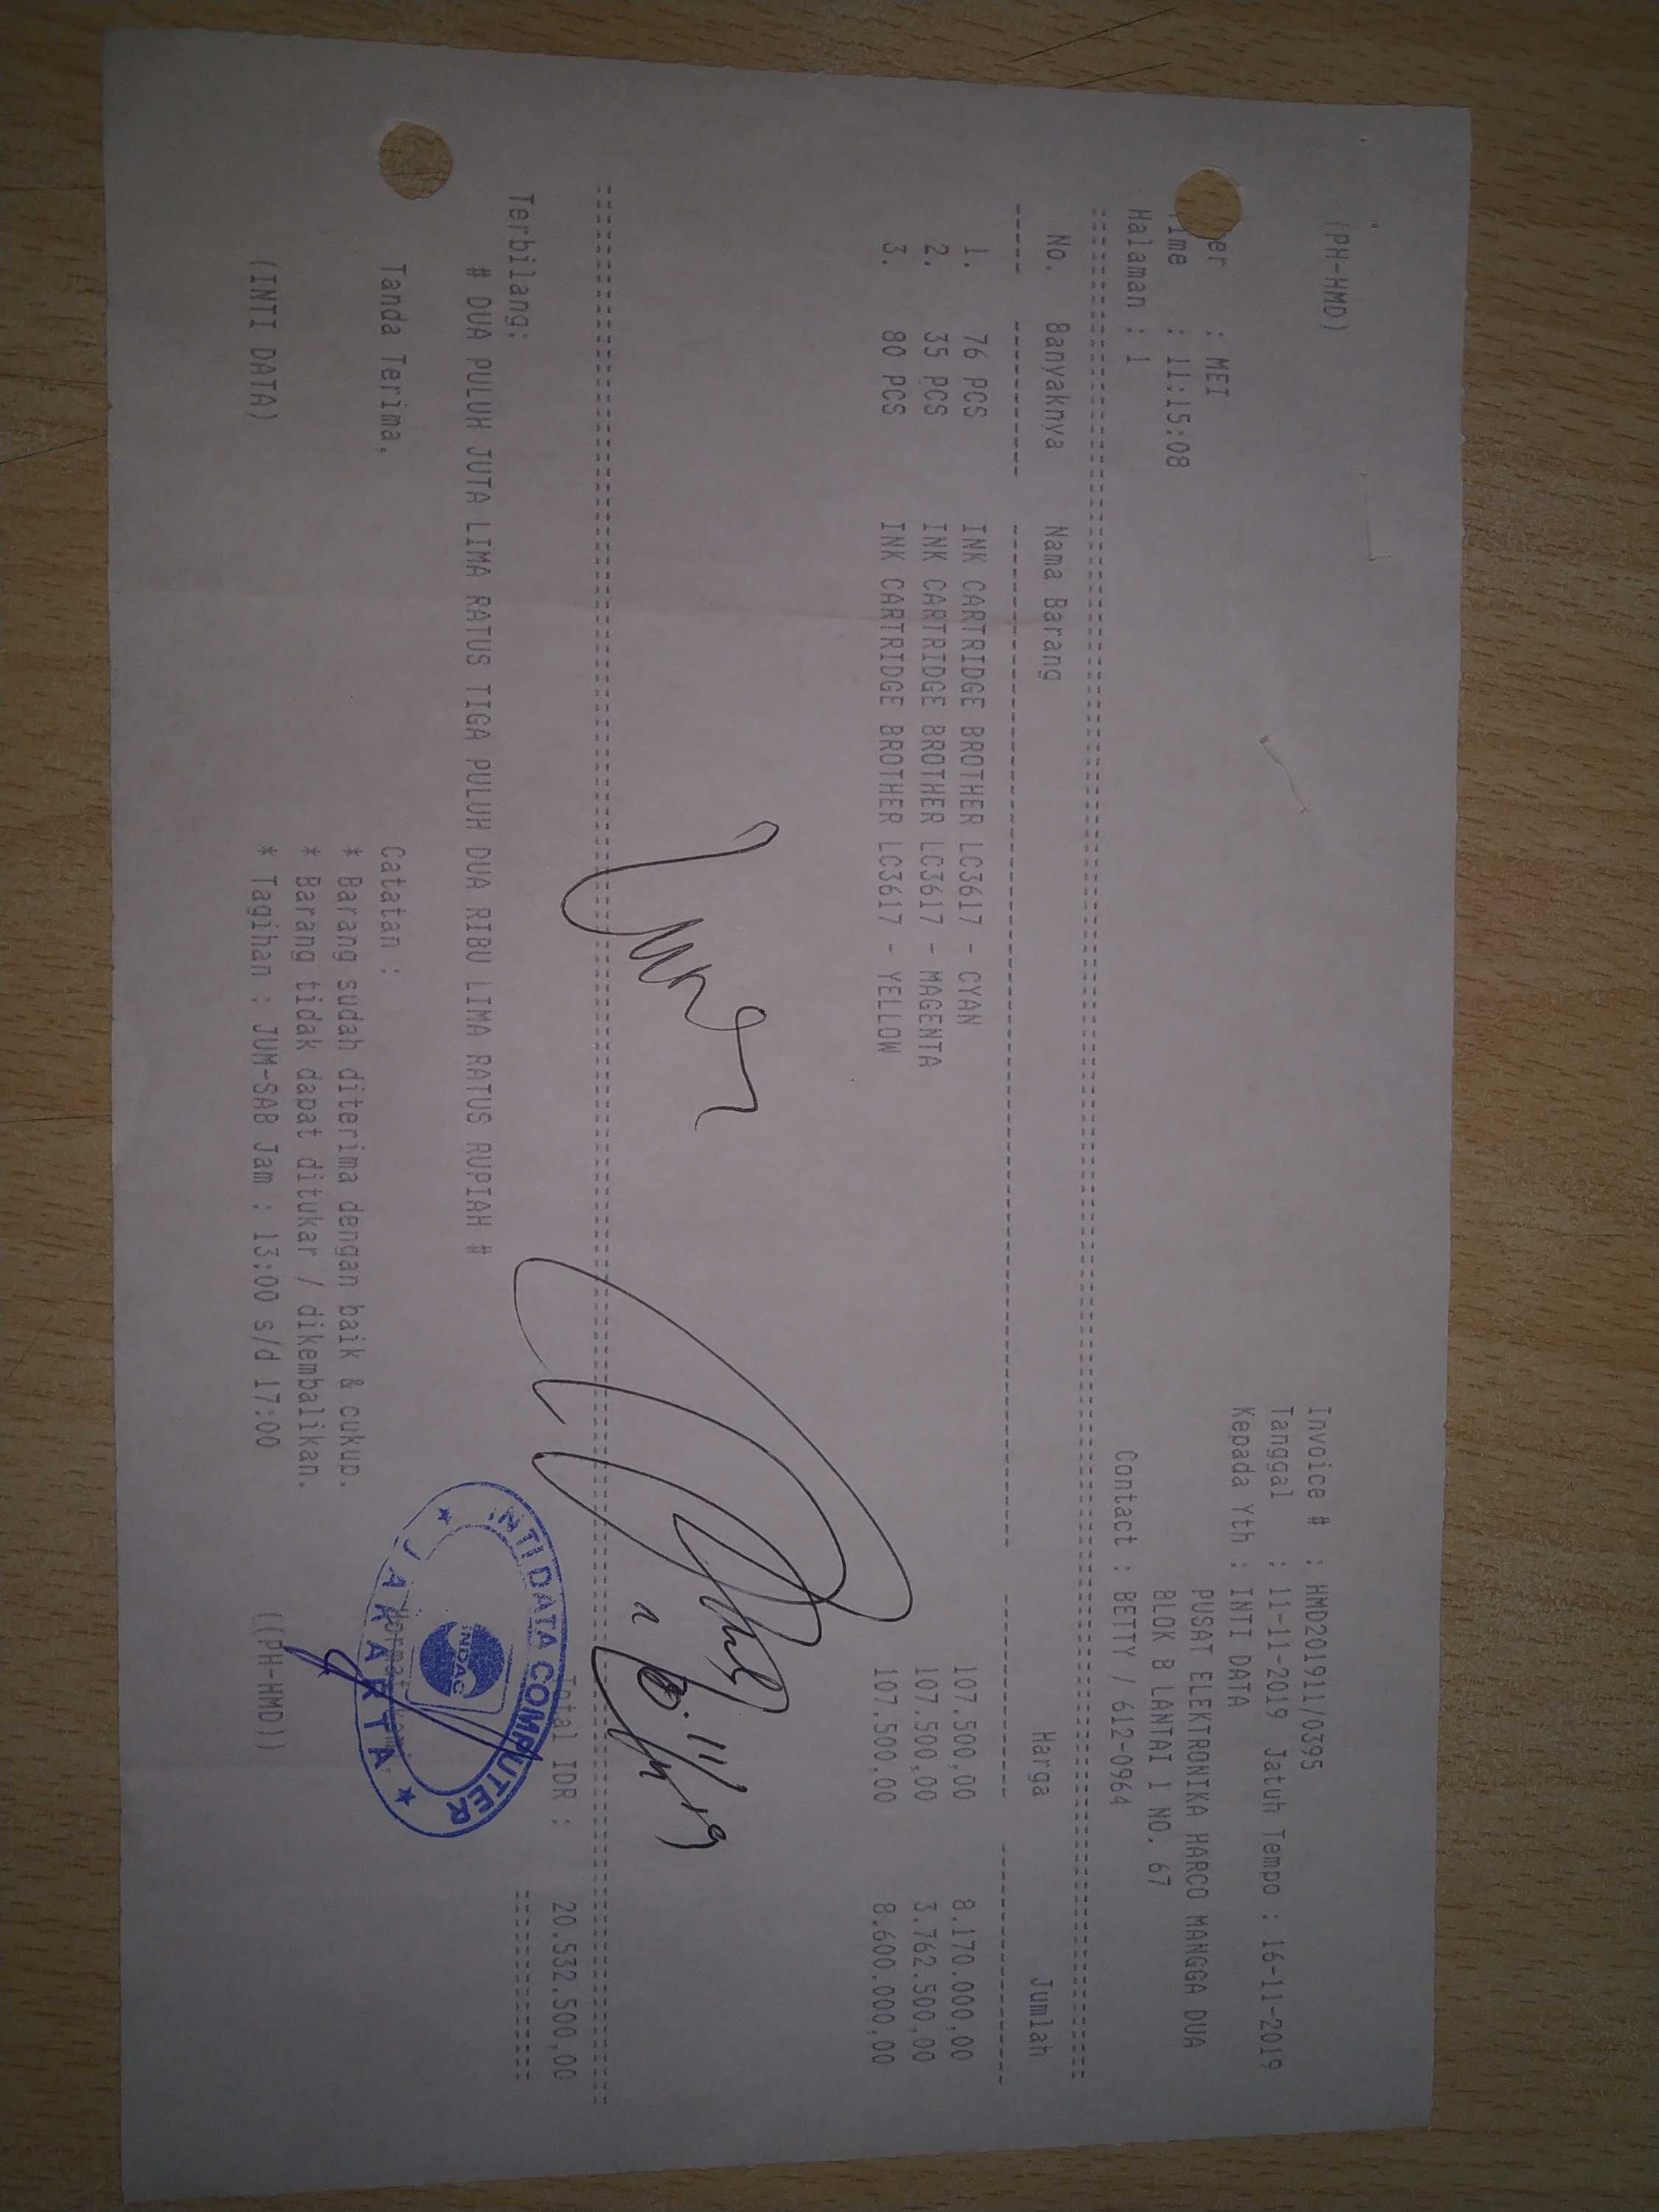 (PH-HMD)
Invoice # : HMD201911/0395
Tanggal : 11-11-2019 Jatuh Tempo : 16-11-2019
: MEI Kepada Yth : INTI DATA
: 11:15:08 PUSAT ELEKTRONIKA HARCO MANGGA DUA
Halaman : 1 BLOK B LANTAI 1 NO. 67
Contact : BETTY / 612-0964
No. Banyaknya Nama Barang Harga Jumlah
1. 76 PCS INK CARTRIDGE BROTHER LC3617 - CYAN 107.500,00 8.170.000,00
2. 35 PCS INK CARTRIDGE BROTHER LC3617 - MAGENTA 107.500,00 3.762.500,00
3. 80 PCS INK CARTRIDGE BROTHER LC3617 - YELLOW 107.500,00 8.600.000,00
Total IDR : 20.532.500,00
Terbilang:
# DUA PULUH JUTA LIMA RATUS TIGA PULUH DUA RIBU LIMA RATUS RUPIAH #
INTI DATA COMPUTER
INDAC
JAKARTA
Tanda Terima, Catatan :
* Barang sudah diterima dengan baik & cukup.
* Barang tidak dapat ditukar / dikembalikan.
(INTI DATA) * Tagihan : JUM-SAB Jam : 13:00 s/d 17:00 ((PH-HMD))